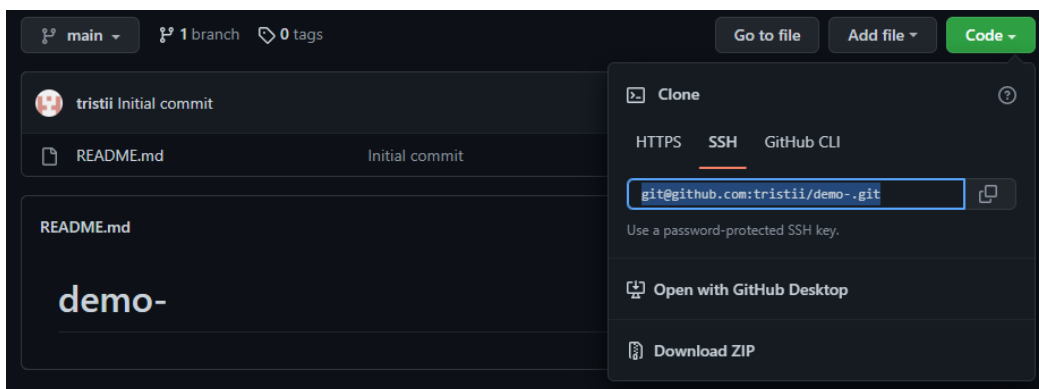 main 1 branch 0 tags Go to file Add file Code
tristii Initial commit
README.md Initial commit
README.md
demo-
Clone
HTTPS SSH GitHub CLI
git@github.com:tristii/demo-.git
Use a password-protected SSH key.
Open with GitHub Desktop
Download ZIP